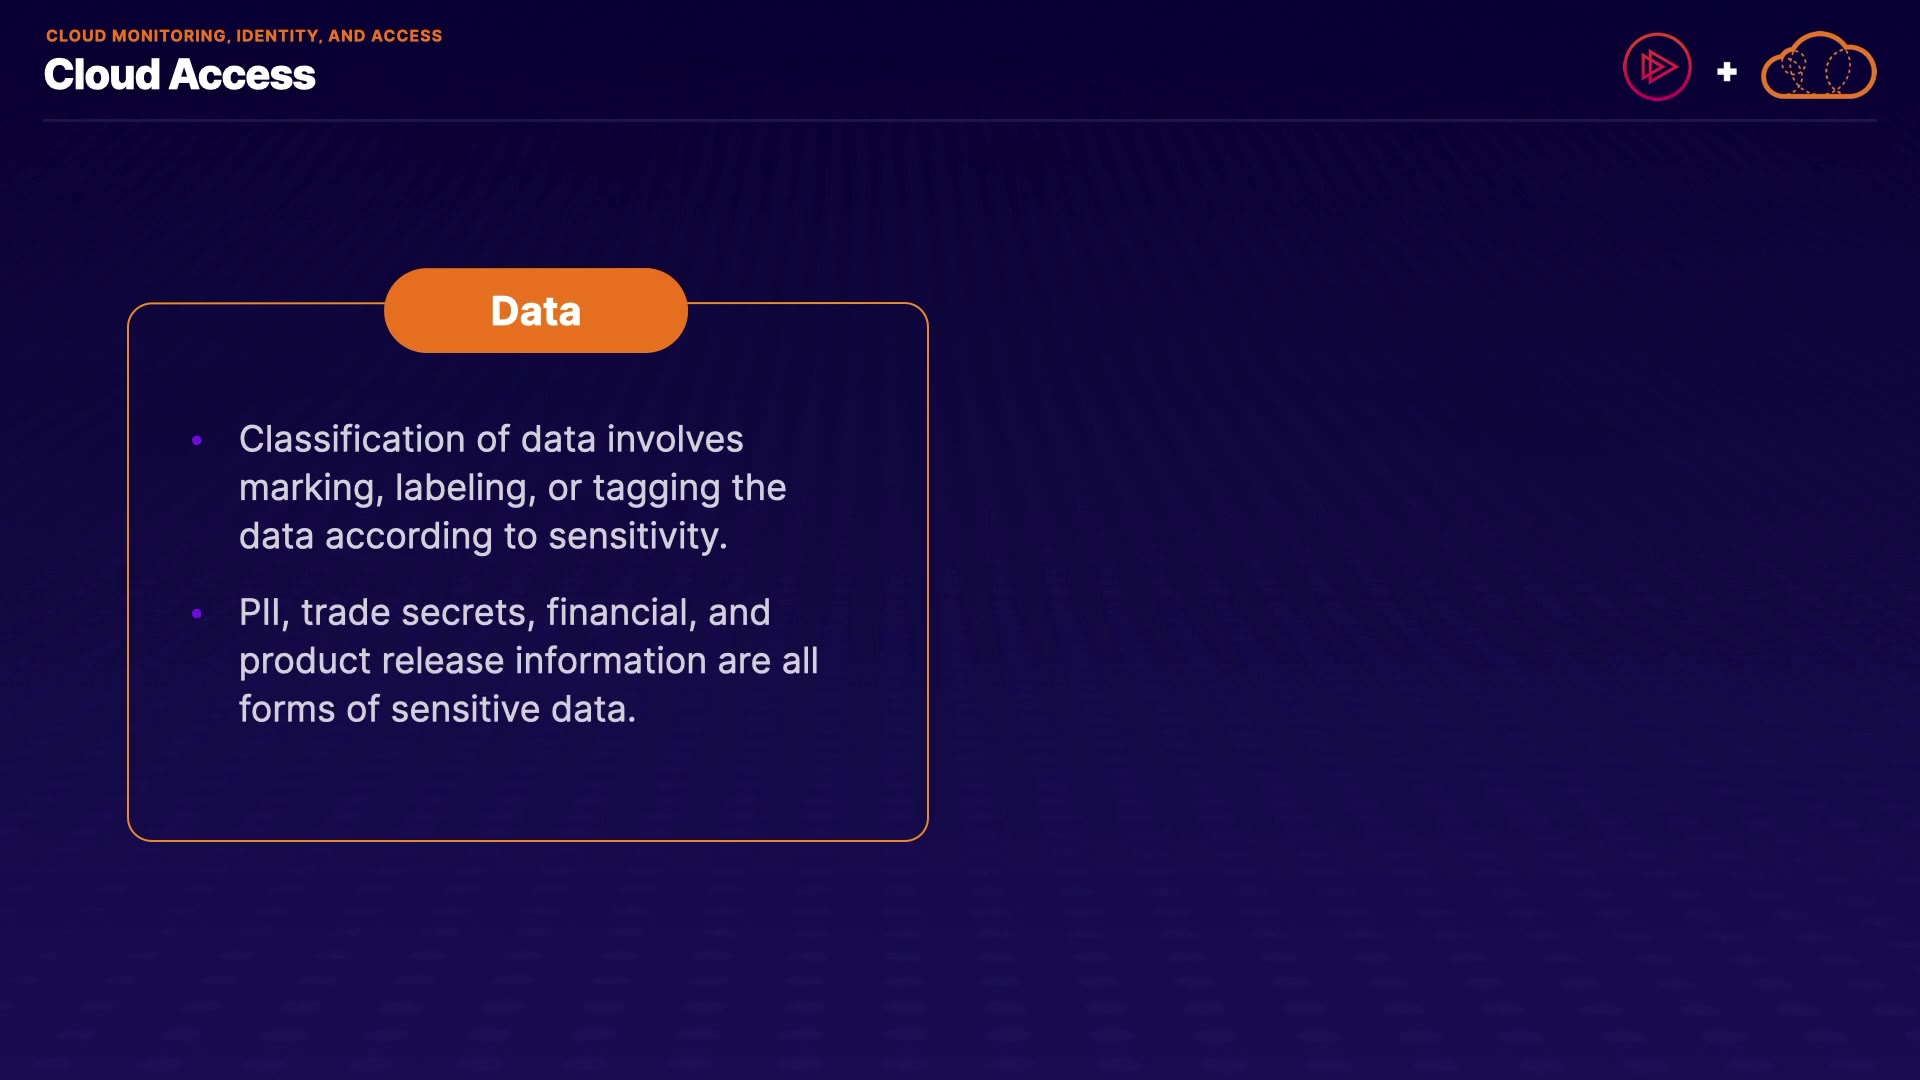 CLOUD MONITORING, IDENTITY, AND ACCESS
Cloud Access
+
Data
• Classification of data involves
marking, labeling, or tagging the
data according to sensitivity.
• PII, trade secrets, financial, and
product release information are all
forms of sensitive data.